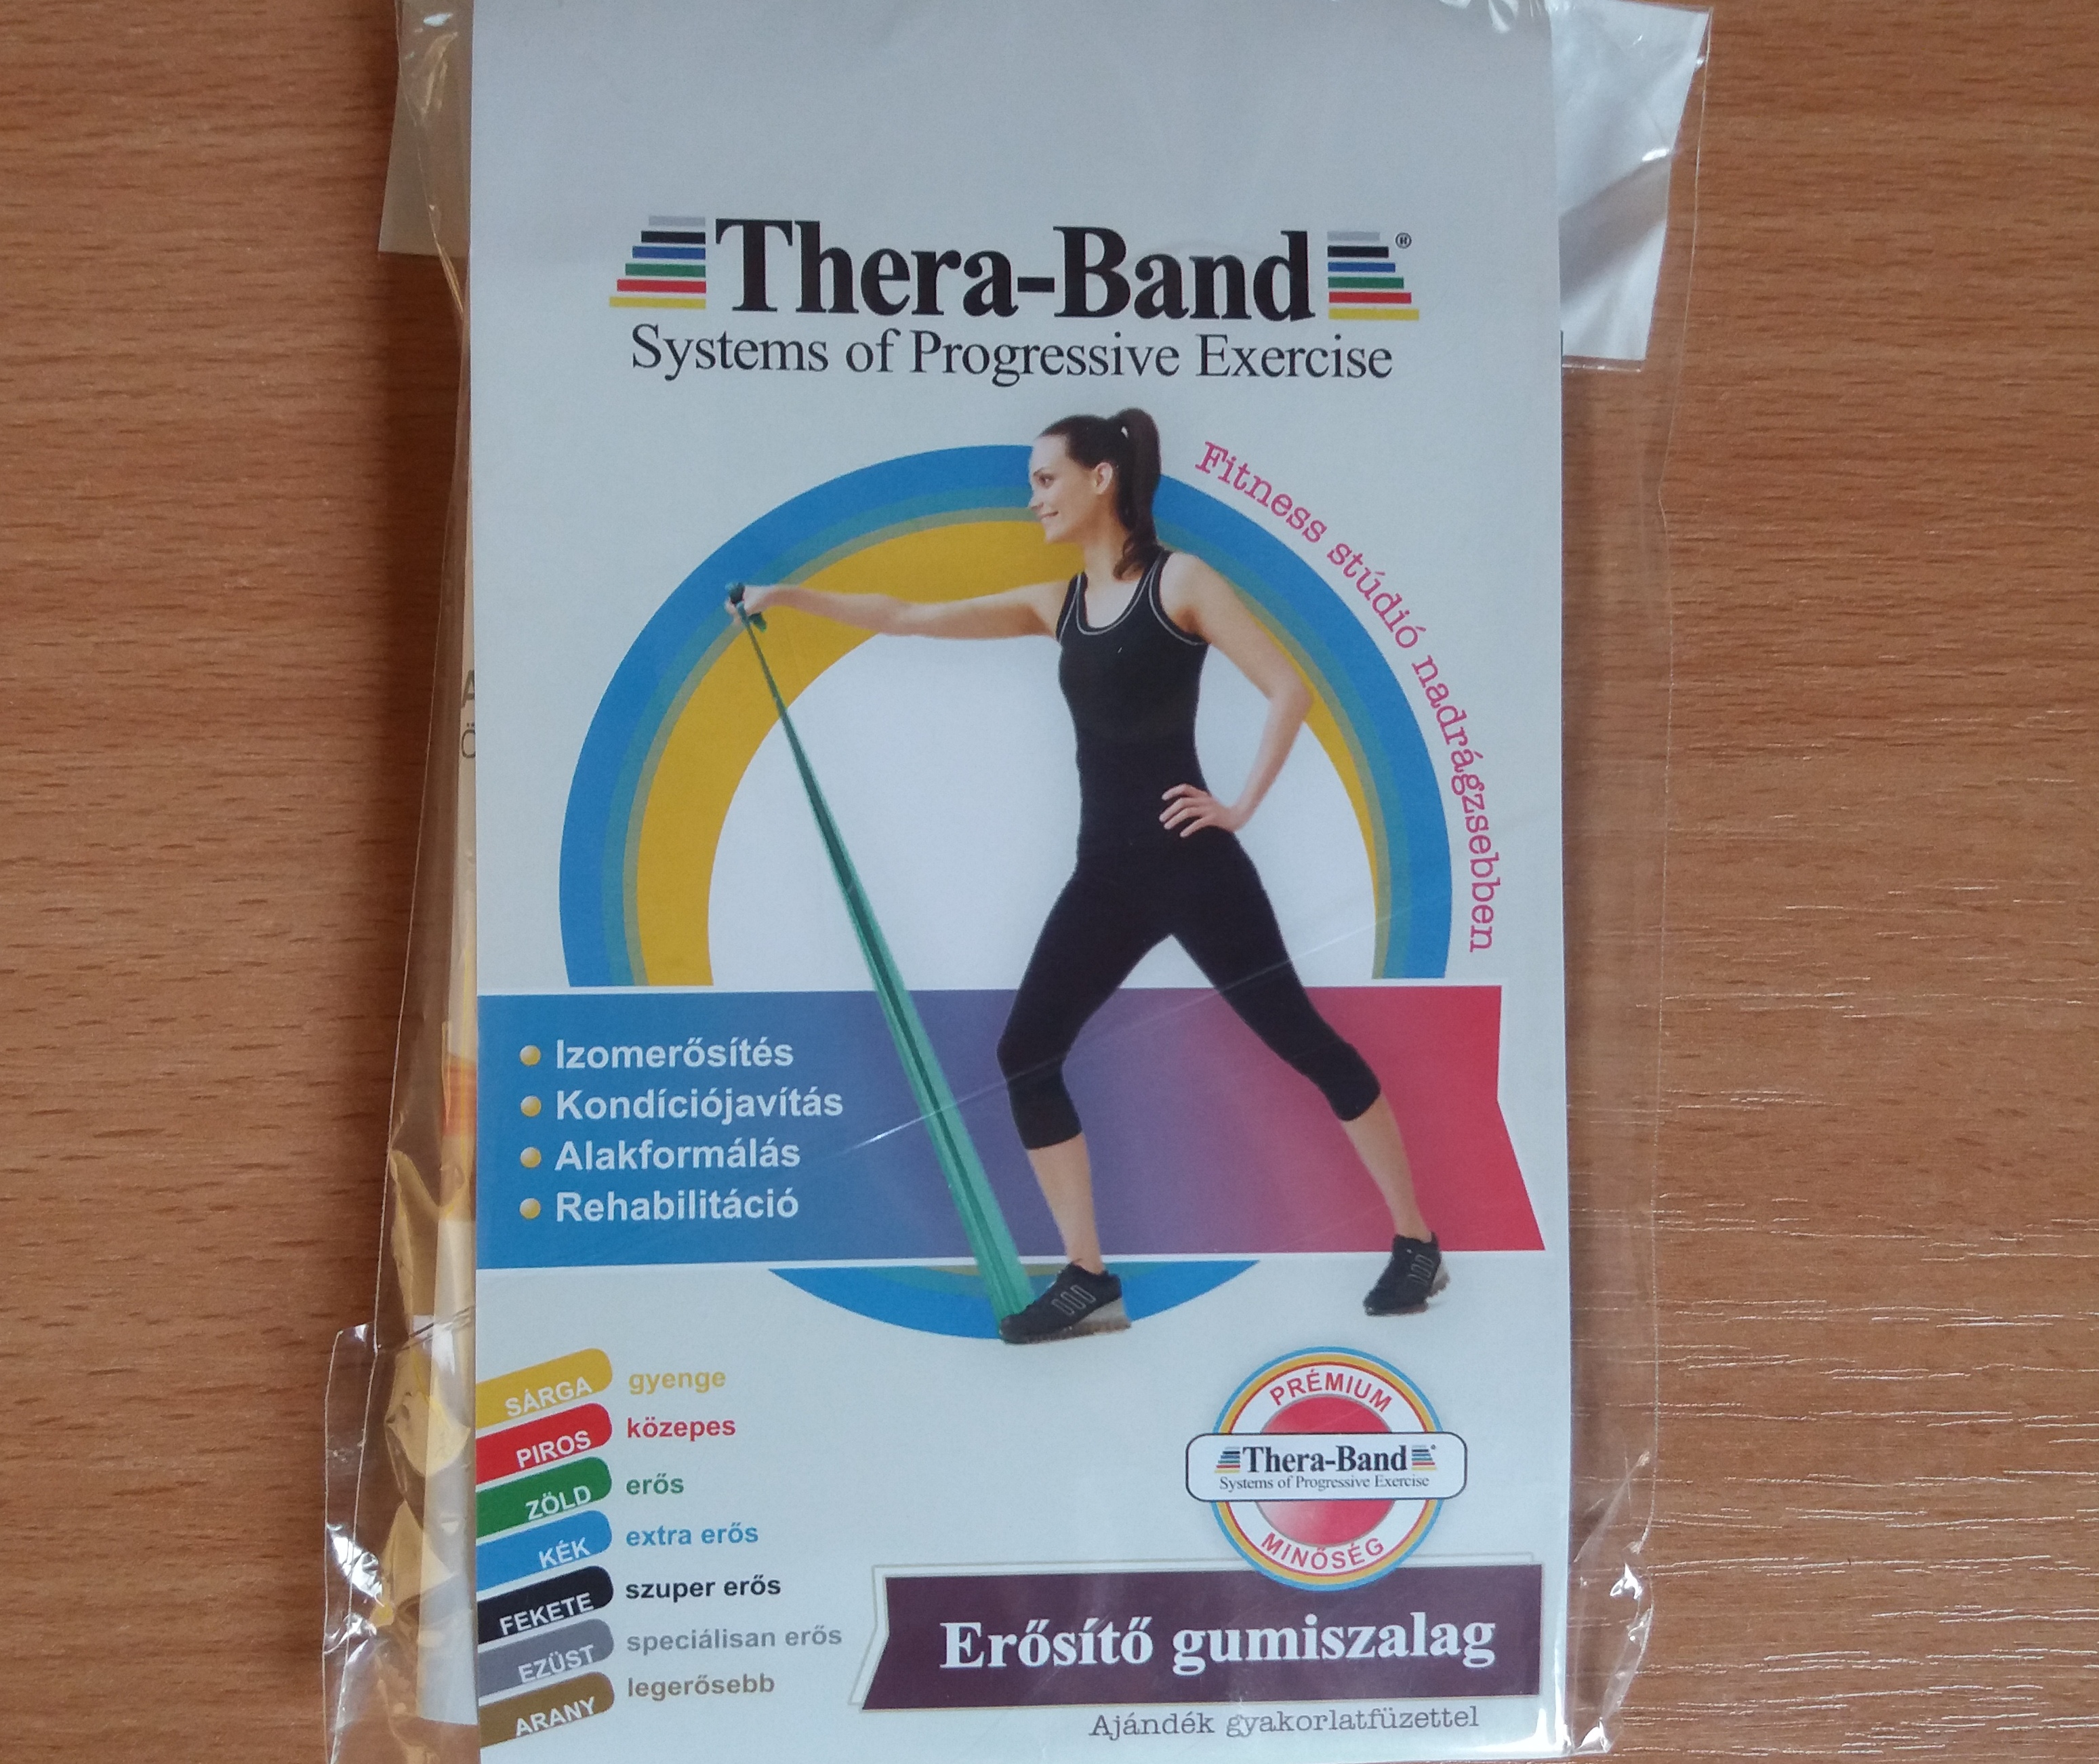 Thera-Band®
Systems of Progressive Exercise
Fitness stúdió nadrágzsebben
Izomerősítés
Kondíciójavítás
Alakformálás
Rehabilitáció
SÁRGA gyenge
PIROS közepes
ZÖLD erős
KÉK extra erős
FEKETE szuper erős
EZÜST speciálisan erős
ARANY legerősebb
PRÉMIUM
Thera-Band
Systems of Progressive Exercise
MINŐSÉG
Erősítő gumiszalag
Ajándék gyakorlatfüzettel